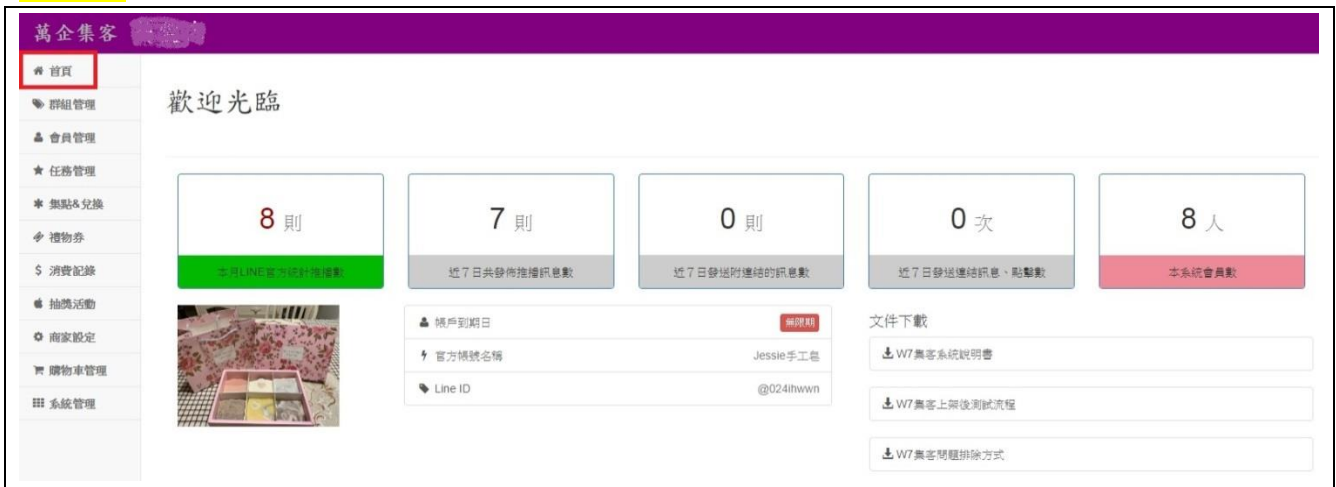 萬企集客
首頁
群組管理
會員管理
任務管理
集點&兌換
禮物券
消費記錄
抽獎活動
商家設定
購物車管理
系統管理
歡迎光臨
8 則
本月LINE官方統計推播數
7 則
近7日共發佈推播訊息數
0 則
近7日發送附連結的訊息數
0 次
近7日發送連結訊息、點擊數
8 人
本系統會員數
帳戶到期日 無限期
官方帳號名稱 Jessie手工皂
Line ID @024ihwwn
文件下載
W7集客系統說明書
W7集客上架後測試流程
W7集客問題排除方式